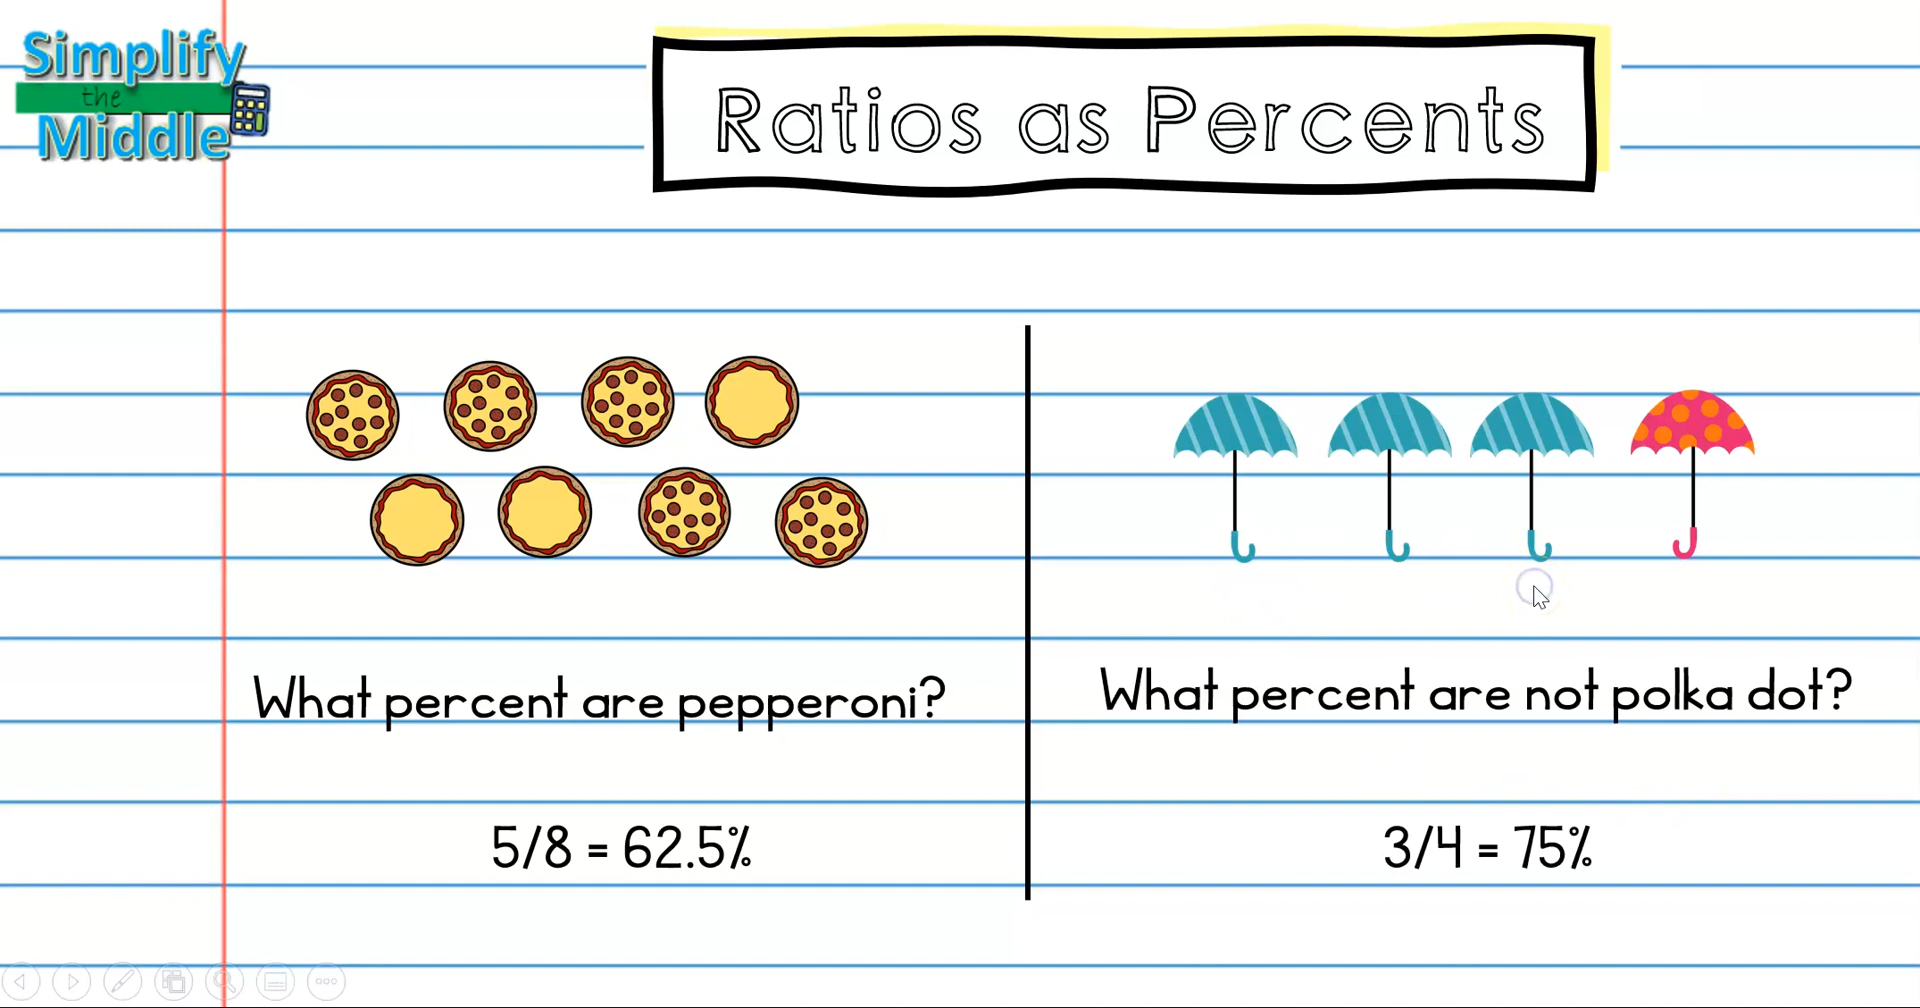 Simplify
the
Middle
Ratios as Percents
What percent are pepperoni?
5/8 = 62.5%
What percent are not polka dot?
3/4 = 75%